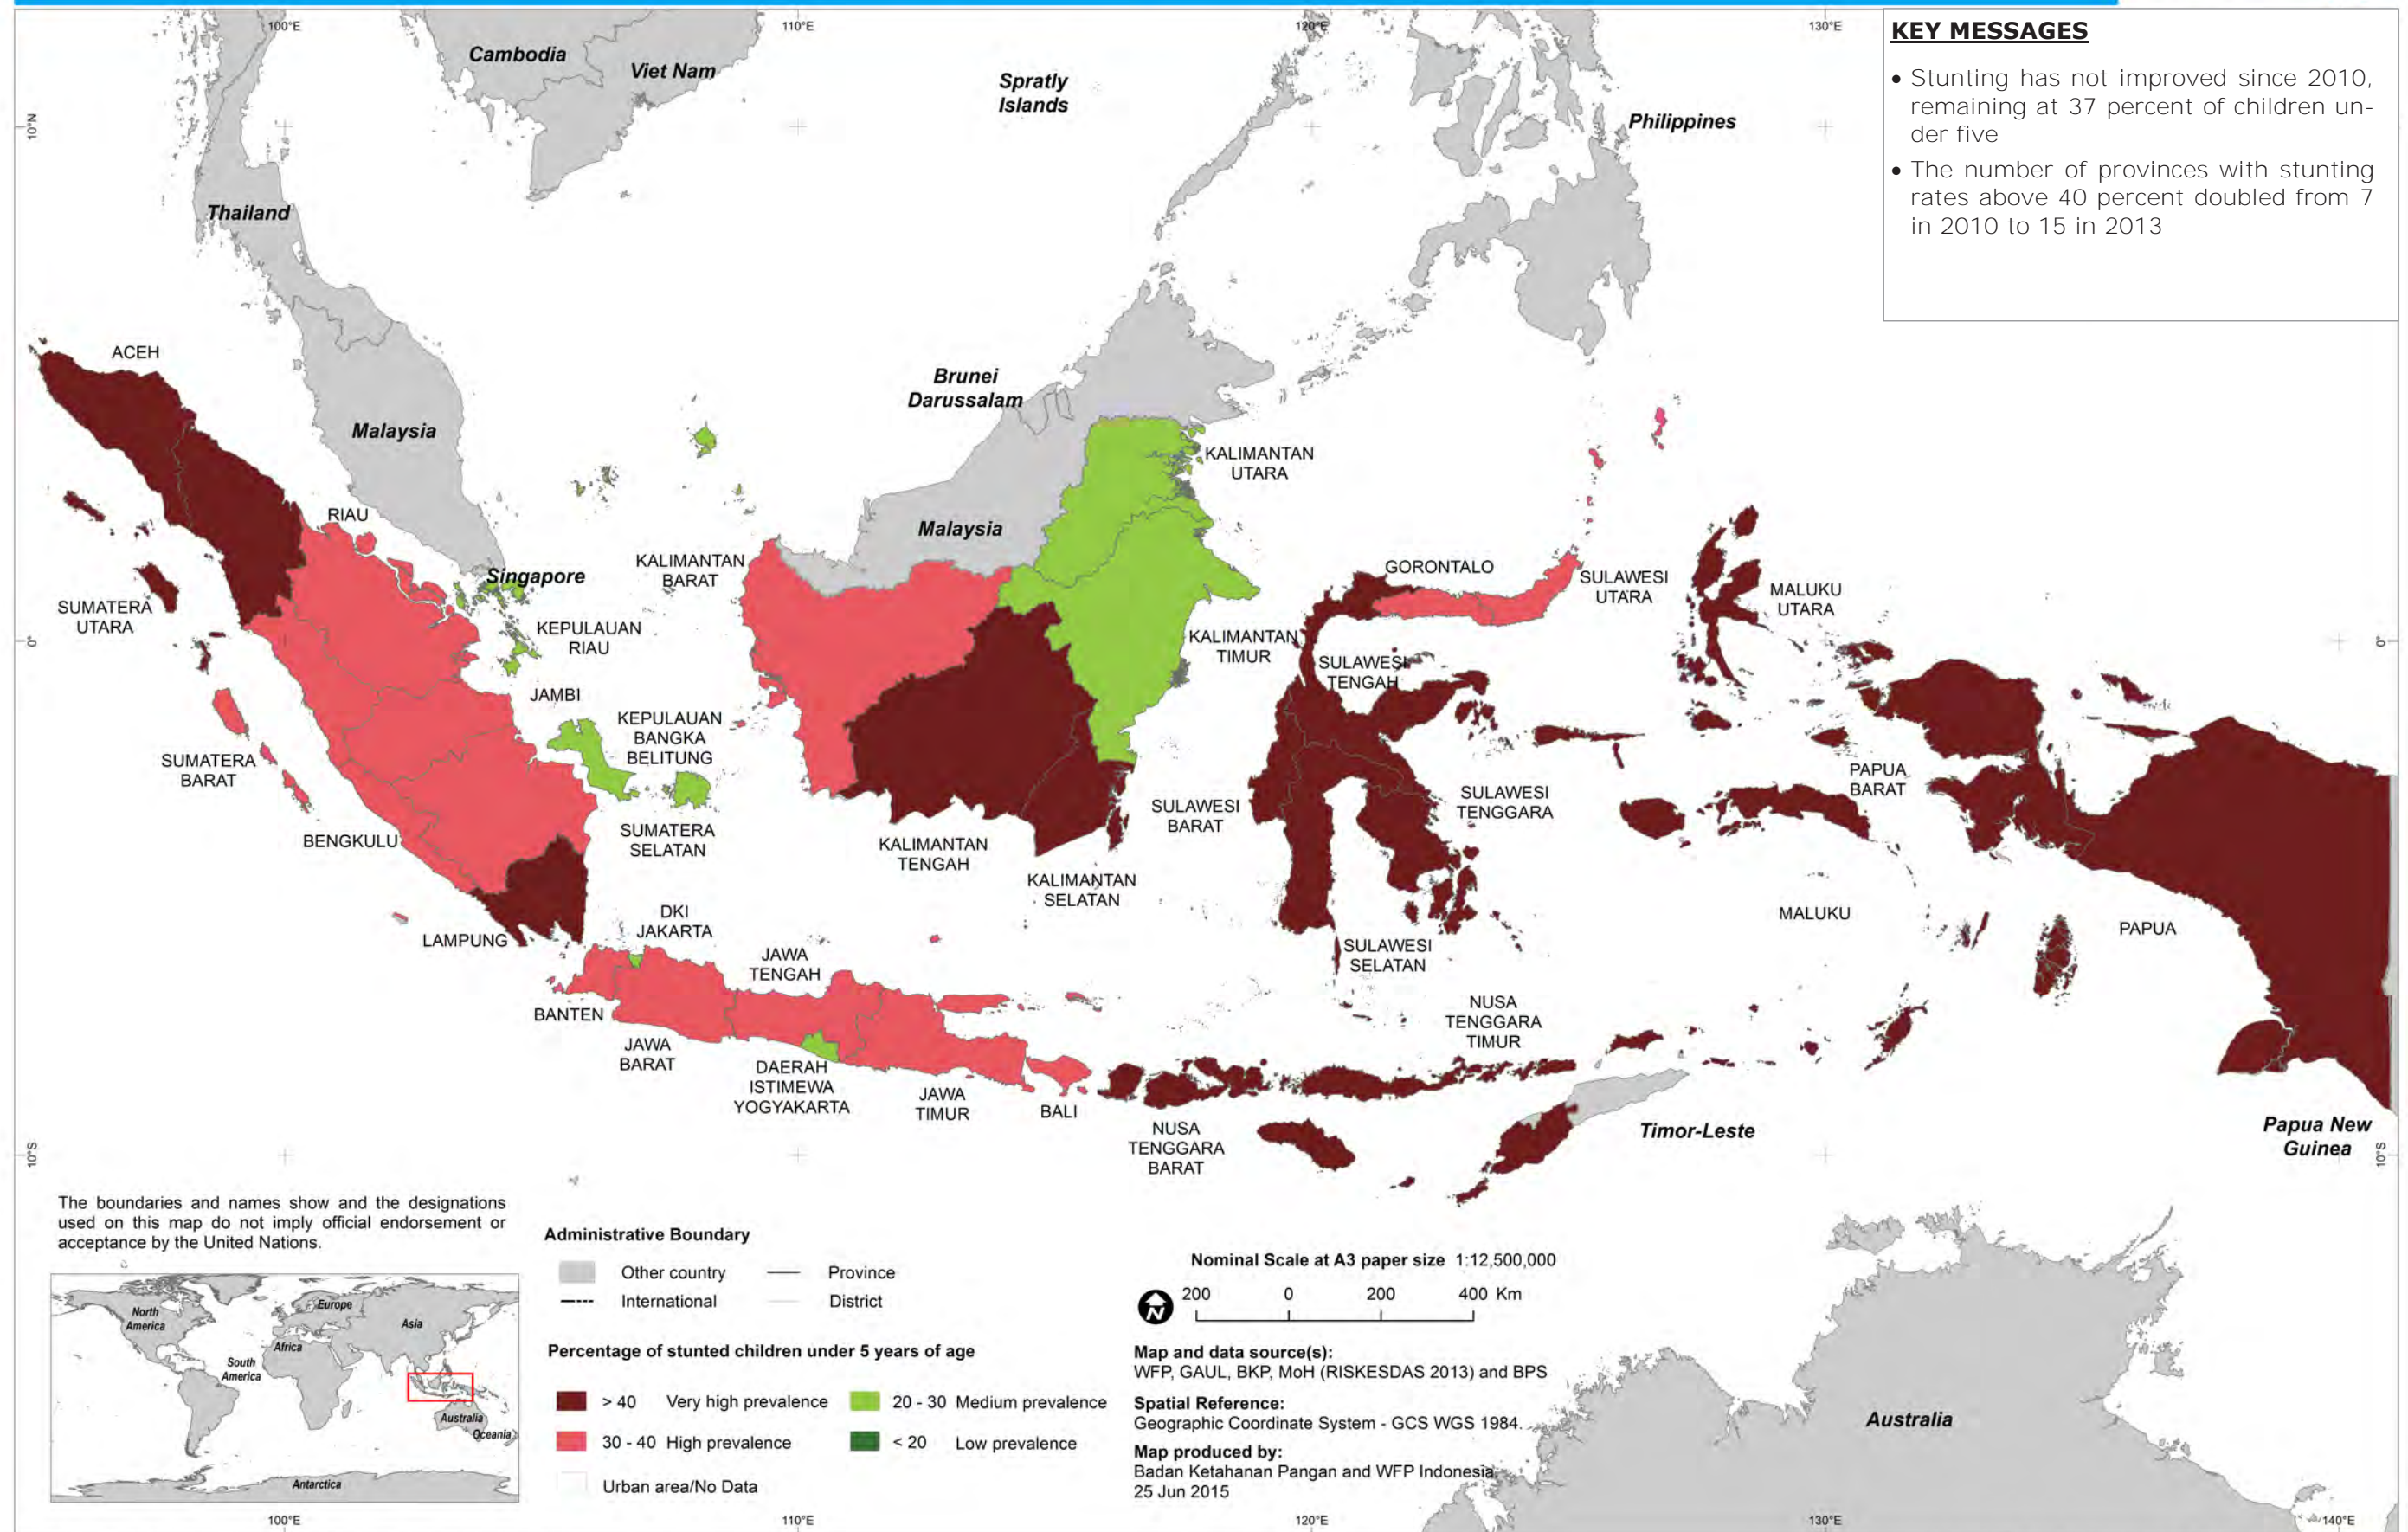 100°E
110°E
120°E
130°E
KEY MESSAGES
• Stunting has not improved since 2010,
remaining at 37 percent of children un-
der five
• The number of provinces with stunting
rates above 40 percent doubled from 7
in 2010 to 15 in 2013
Cambodia
Viet Nam
Spratly
Islands
Philippines
10°N
Thailand
ACEH
Malaysia
Brunei
Darussalam
KALIMANTAN
UTARA
RIAU
Malaysia
KALIMANTAN
BARAT
GORONTALO
Singapore
SULAWESI
UTARA
MALUKU
UTARA
SUMATERA
UTARA
KEPULAUAN
RIAU
KALIMANTAN
TIMUR
0°
0°
SULAWESI
TENGAH
JAMBI
KEPULAUAN
BANGKA
BELITUNG
SUMATERA
BARAT
PAPUA
BARAT
SULAWESI
BARAT
SULAWESI
TENGGARA
BENGKULU
SUMATERA
SELATAN
KALIMANTAN
TENGAH
KALIMANTAN
SELATAN
LAMPUNG
DKI
JAKARTA
MALUKU
PAPUA
JAWA
TENGAH
SULAWESI
SELATAN
BANTEN
NUSA
TENGGARA
TIMUR
JAWA
BARAT
DAERAH
ISTIMEWA
YOGYAKARTA
JAWA
TIMUR
BALI
NUSA
TENGGARA
BARAT
Timor-Leste
Papua New
Guinea
10°S
10°S
The boundaries and names show and the designations
used on this map do not imply official endorsement or
acceptance by the United Nations.
North
America
Europe
Asia
Africa
South
America
Australia
Oceania
Antarctica
Administrative Boundary
Other country
Province
International
District
Percentage of stunted children under 5 years of age
> 40 Very high prevalence
20 - 30 Medium prevalence
30 - 40 High prevalence
< 20 Low prevalence
Urban area/No Data
Nominal Scale at A3 paper size 1:12,500,000
N
200 0 200 400 Km
Map and data source(s):
WFP, GAUL, BKP, MoH (RISKESDAS 2013) and BPS
Spatial Reference:
Geographic Coordinate System - GCS WGS 1984.
Map produced by:
Badan Ketahanan Pangan and WFP Indonesia
25 Jun 2015
Australia
100°E
110°E
120°E
130°E
140°E